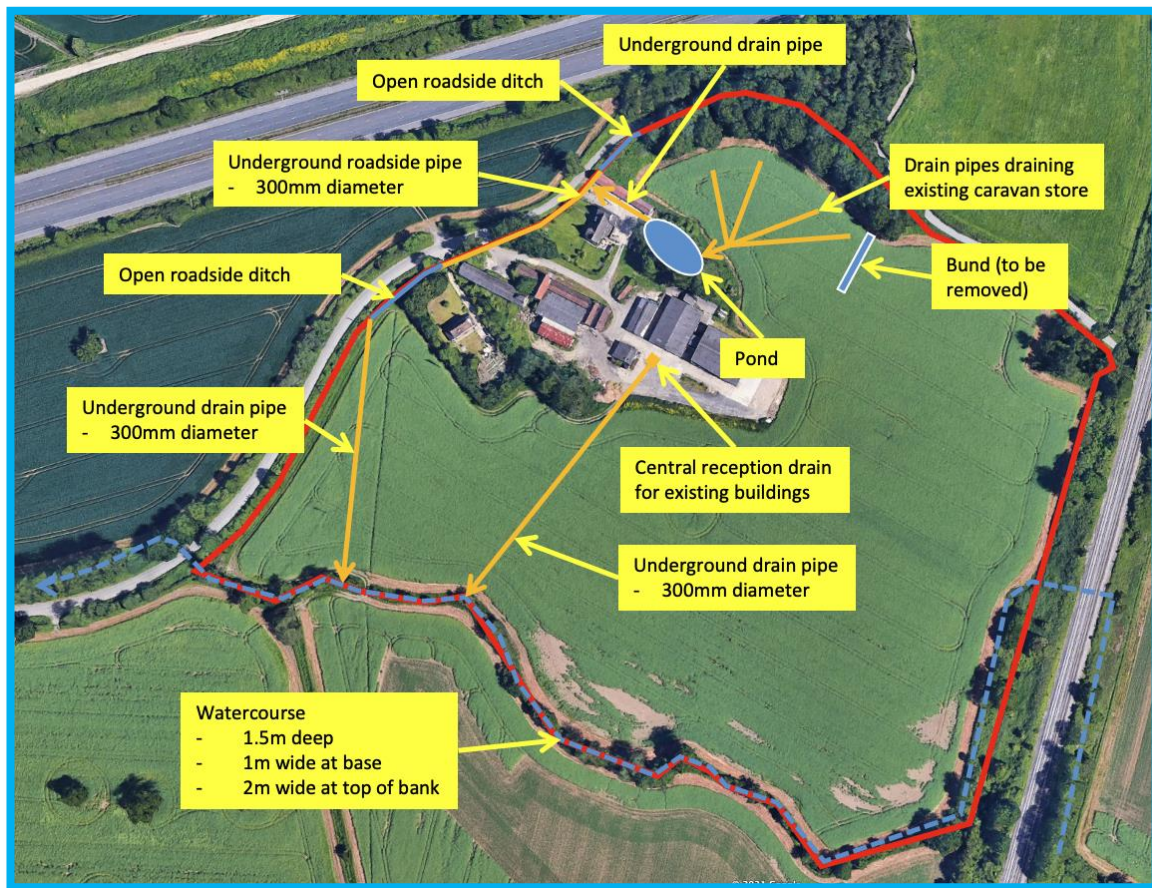 Underground drain pipe
Open roadside ditch
Underground roadside pipe
- 300mm diameter
Drain pipes draining
existing caravan store
Open roadside ditch
Bund (to be
removed)
Pond
Underground drain pipe
- 300mm diameter
Central reception drain
for existing buildings
Underground drain pipe
- 300mm diameter
Watercourse
- 1.5m deep
- 1m wide at base
- 2m wide at top of bank